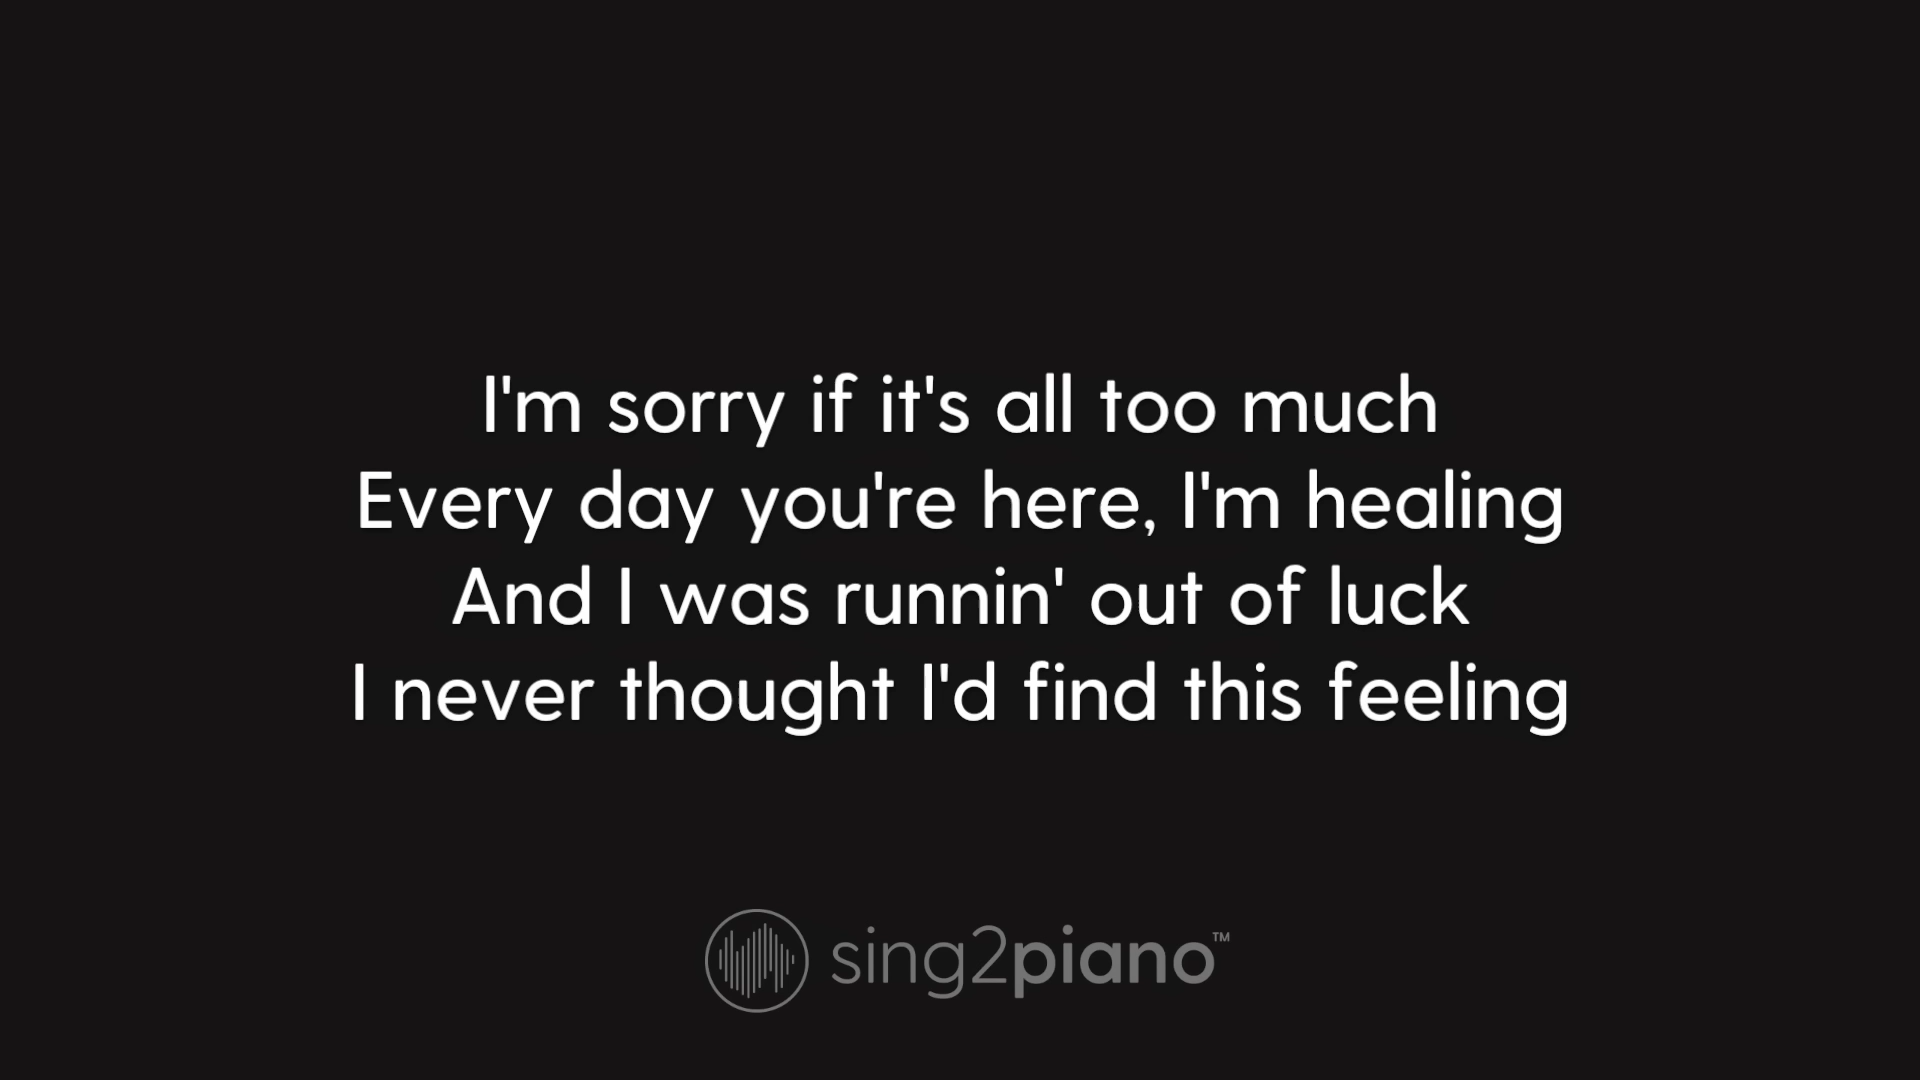 I'm sorry if it's all too much
Every day you're here, I'm healing
And I was runnin' out of luck
I never thought I'd find this feeling
sing2piano™